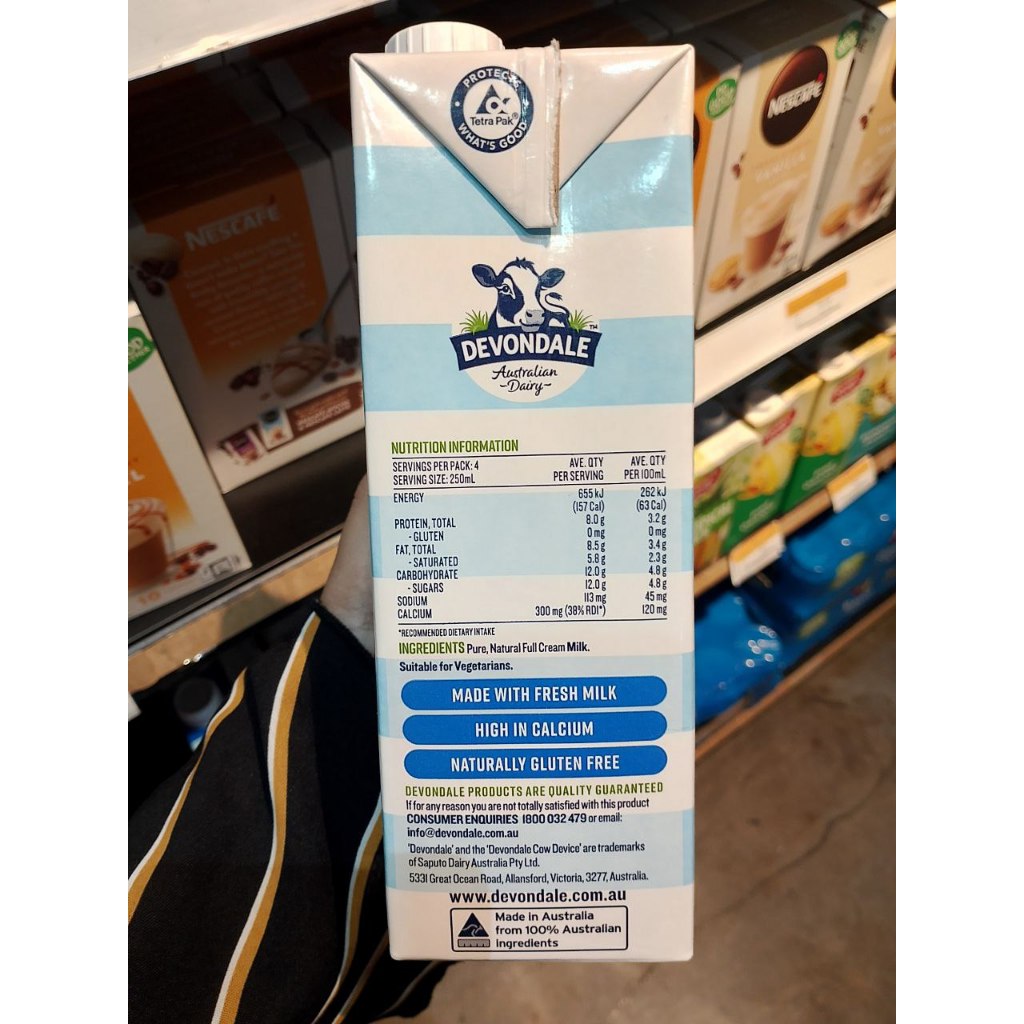 PROTECTS
Tetra Pak®
WHAT'S GOOD
DEVONDALE™
Australian
-Dairy-
NUTRITION INFORMATION
SERVINGS PER PACK: 4
SERVING SIZE: 250mL
AVE. QTY PER SERVING
AVE. QTY PER 100mL
ENERGY 655 kJ 262 kJ
(157 Cal) (63 Cal)
PROTEIN, TOTAL 8.0 g 3.2 g
- GLUTEN 0 mg 0 mg
FAT, TOTAL 8.5 g 3.4 g
- SATURATED 5.8 g 2.3 g
CARBOHYDRATE 12.0 g 4.8 g
- SUGARS 12.0 g 4.8 g
SODIUM 113 mg 45 mg
CALCIUM 300 mg (38% RDI*) 120 mg
*RECOMMENDED DIETARY INTAKE
INGREDIENTS Pure, Natural Full Cream Milk.
Suitable for Vegetarians.
MADE WITH FRESH MILK
HIGH IN CALCIUM
NATURALLY GLUTEN FREE
DEVONDALE PRODUCTS ARE QUALITY GUARANTEED
If for any reason you are not totally satisfied with this product
CONSUMER ENQUIRIES 1800 032 479 or email:
info@devondale.com.au
'Devondale' and the 'Devondale Cow Device' are trademarks
of Saputo Dairy Australia Pty Ltd.
5331 Great Ocean Road, Allansford, Victoria, 3277, Australia.
www.devondale.com.au
Made in Australia
from 100% Australian
ingredients
NESCAFÉ
NESCAFÉ
VANILLA